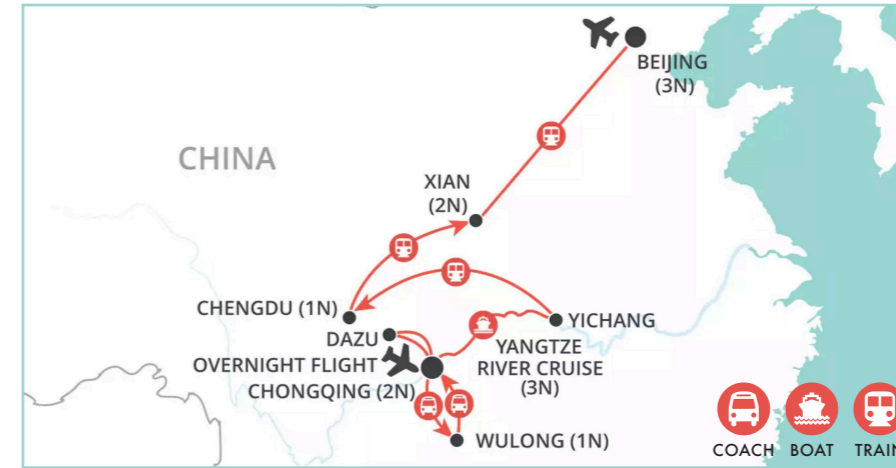 BEIJING
(3N)
CHINA
XIAN
(2N)
CHENGDU (1N)
DAZU
YICHANG
OVERNIGHT FLIGHT
CHONGQING (2N)
YANGTZE
RIVER CRUISE
(3N)
WULONG (1N)
COACH BOAT TRAIN